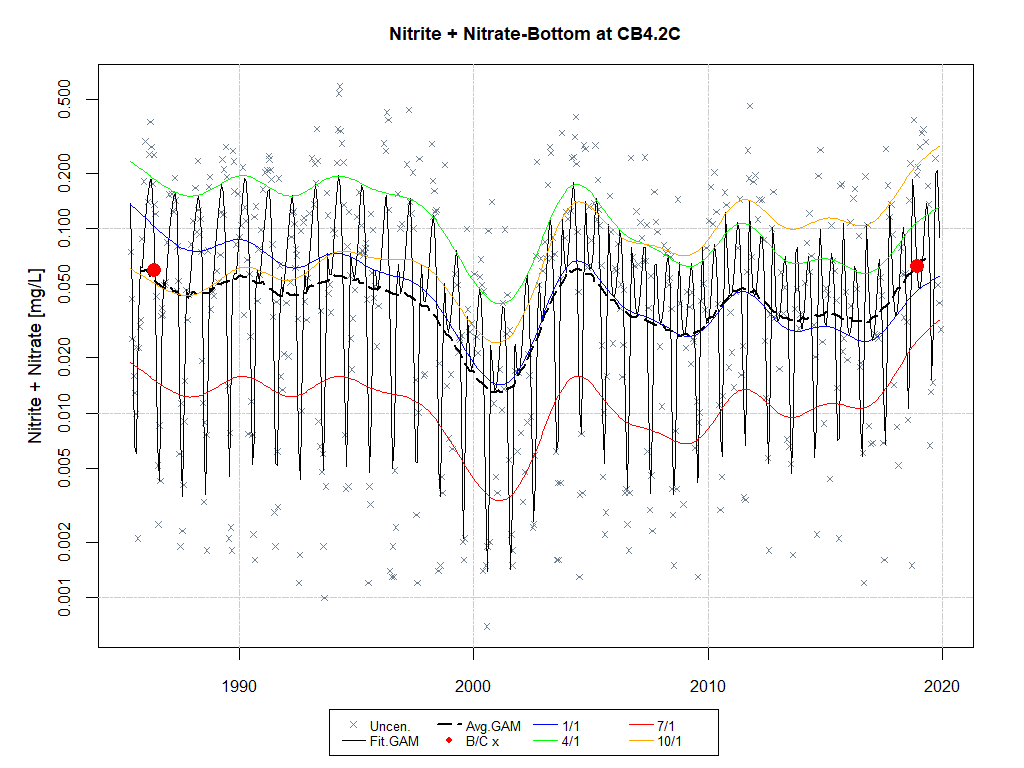 Nitrite + Nitrate-Bottom at CB4.2C
Nitrite + Nitrate [mg/L]
0.500
0.200
0.100
0.050
0.020
0.010
0.005
0.002
0.001
1990 2000 2010 2020
Uncen. Avg.GAM 1/1 7/1
Fit.GAM B/C x 4/1 10/1